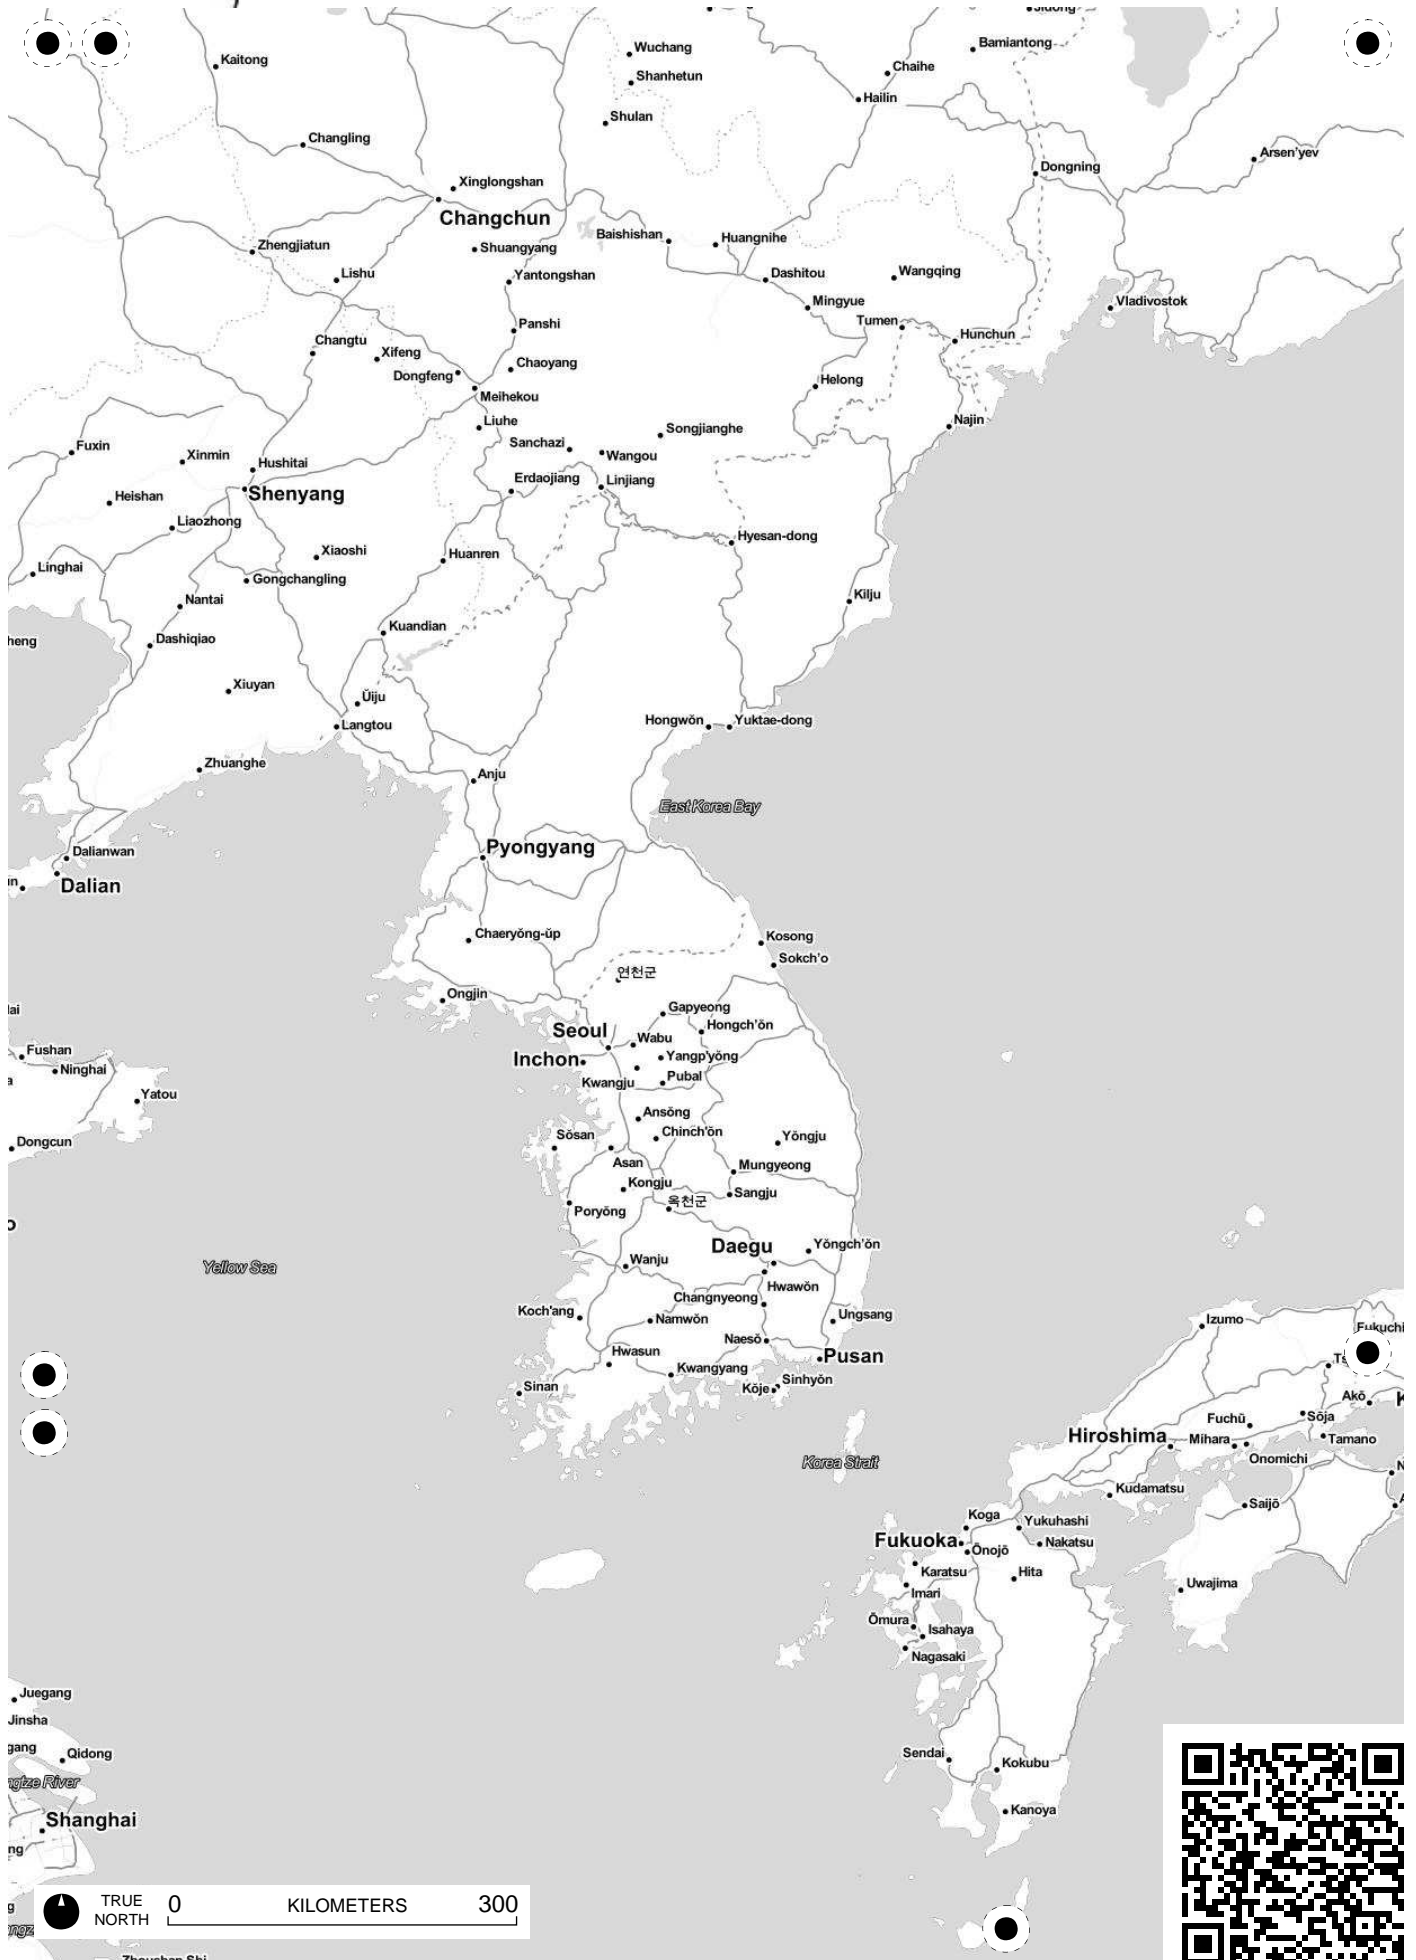 Kaitong
Wuchang
Bamiantong
Shanhetun
Chaihe
Hailin
Shulan
Changling
Arsen'yev
Dongning
Xinglongshan
Changchun
Baishishan
Huangnihe
Zhengjiatun
Shuangyang
Lishu
Yantongshan
Dashitou
Wangqing
Mingyue
Vladivostok
Panshi
Tumen
Hunchun
Changtu
Xifeng
Chaoyang
Dongfeng
Helong
Meihekou
Liuhe
Songjianghe
Najin
Fuxin
Sanchazi
Xinmin
Wangou
Hushitai
Erdaojiang
Linjiang
Shenyang
Heishan
Liaozhong
Hyesan-dong
Xiaoshi
Huanren
Linghai
Gongchangling
Kilju
Nantai
Kuandian
heng
Dashiqiao
Xiuyan
Ŭiju
Langtou
Hongwŏn
Yuktae-dong
Zhuanghe
Anju
East Korea Bay
Dalianwan
Pyongyang
Dalian
Chaeryŏng-ŭp
Kosong
Sokch'o
연천군
Ongjin
lai
Gapyeong
Seoul
Hongch'ŏn
Wabu
Fushan
Inchon
Yangp'yŏng
Ninghai
Kwangju
Pubal
Yatou
Ansŏng
Chinch'ŏn
Dongcun
Sŏsan
Yŏngju
Asan
Mungyeong
Kongju
Sangju
옥천군
Poryŏng
Daegu
Yŏngch'ŏn
Yellow Sea
Wanju
Hwawŏn
Changnyeong
Koch'ang
Namwŏn
Ungsang
Izumo
Fukuchi
Naesŏ
Hwasun
Pusan
Kwangyang
Sinhyŏn
Sinan
Kŏje
Akō
Fuchū
Sōja
Hiroshima
Mihara
Tamano
Onomichi
Korea Strait
Kudamatsu
Saijō
Koga
Yukuhashi
Fukuoka
Nakatsu
Ōnojō
Karatsu
Hita
Imari
Uwajima
Ōmura
Isahaya
Nagasaki
Juegang
Jinsha
gang
Qidong
Sendai
Kokubu
ngtze River
Kanoya
Shanghai
ng
TRUE
NORTH
0 KILOMETERS 300